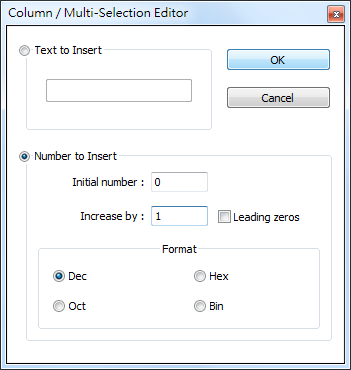 Column / Multi-Selection Editor
x
Text to Insert
OK
Cancel
Number to Insert
Initial number : 0
Increase by : 1 Leading zeros
Format
Dec Hex
Oct Bin